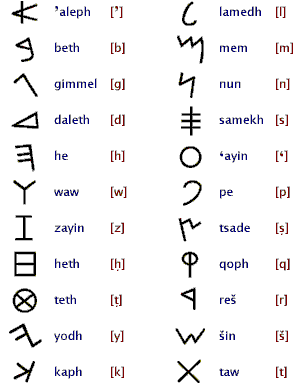 𐤀 ʾaleph [ʾ] 𐤋 lamedh [l]
𐤁 beth [b] 𐤌 mem [m]
𐤂 gimmel [g] 𐤍 nun [n]
𐤃 daleth [d] 𐤎 samekh [s]
𐤄 he [h] 𐤏 ʿayin [ʿ]
𐤅 waw [w] 𐤐 pe [p]
𐤆 zayin [z] 𐤑 tsade [ṣ]
𐤇 heth [ḥ] 𐤒 qoph [q]
𐤈 teth [ṭ] 𐤓 reš [r]
𐤉 yodh [y] 𐤔 šin [š]
𐤊 kaph [k] 𐤕 taw [t]